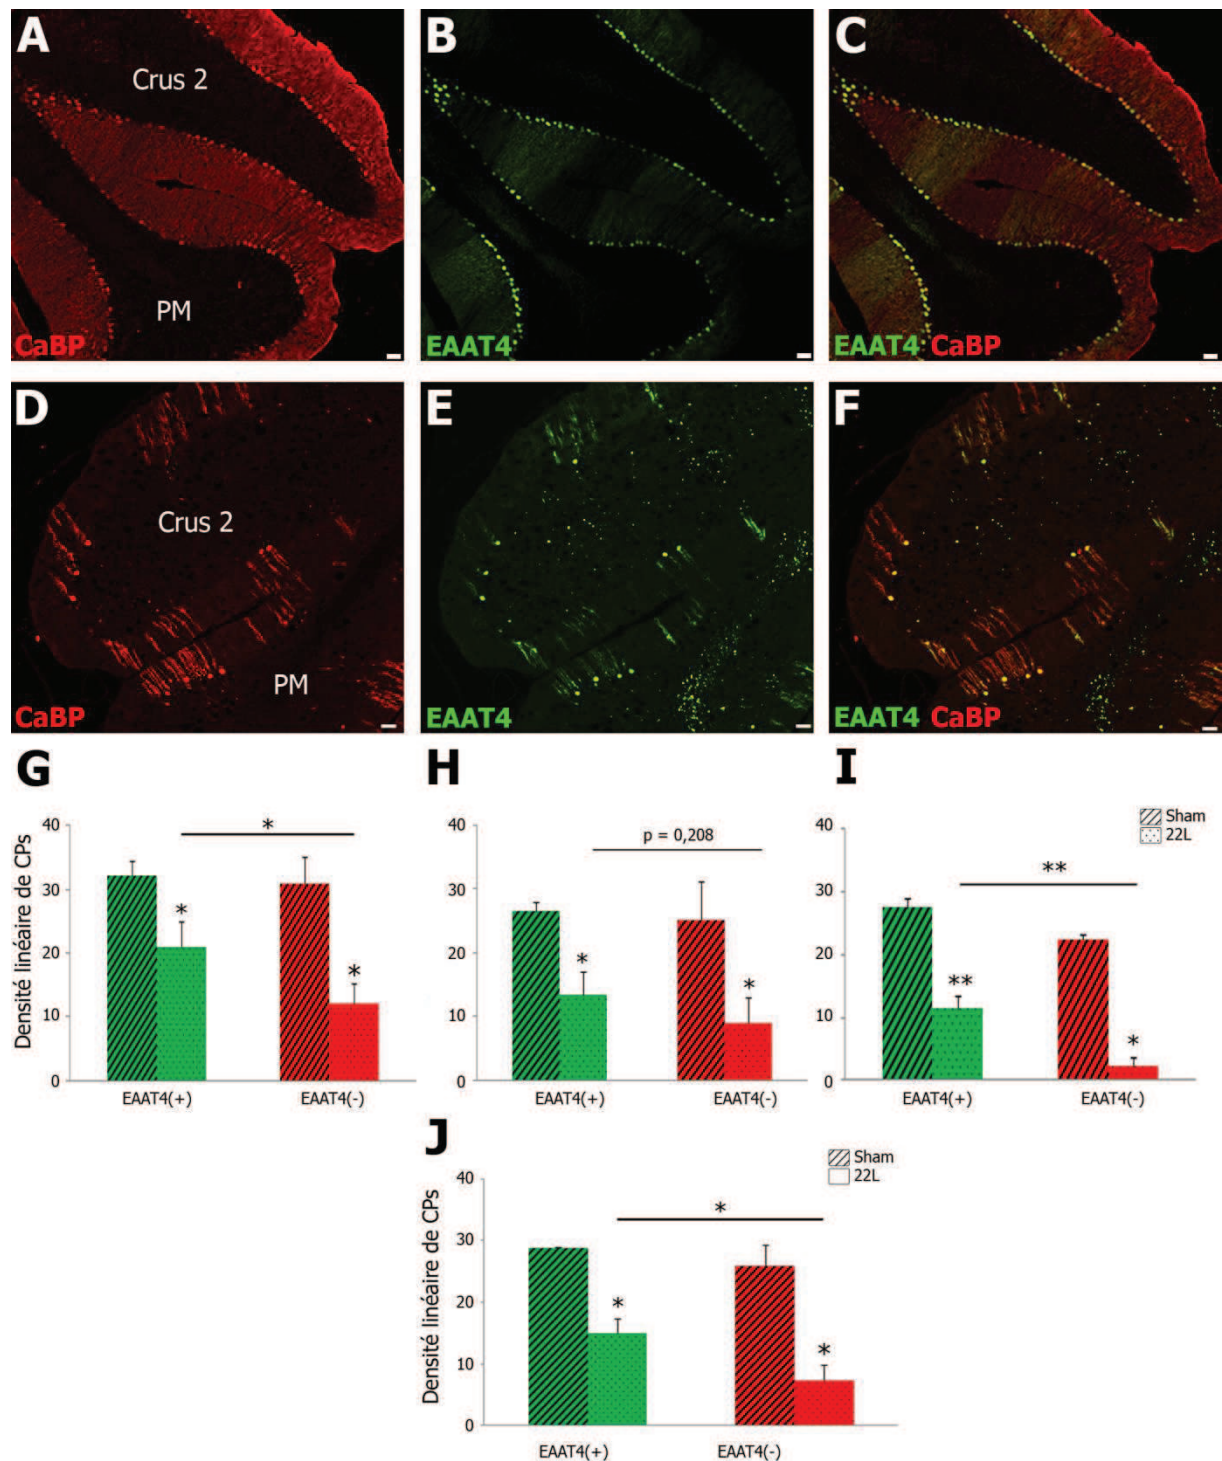 A
B
C
Crus 2
PM
CaBP
EAAT4
EAAT4 CaBP
D
E
F
Crus 2
PM
CaBP
EAAT4
EAAT4 CaBP
G
H
I
Densité linéaire de CPs
40
30
20
10
0
*
*
*
EAAT4(+)
EAAT4(-)
40
30
20
10
0
p = 0,208
*
*
EAAT4(+)
EAAT4(-)
Sham
22L
40
30
20
10
0
**
**
*
EAAT4(+)
EAAT4(-)
J
Sham
22L
Densité linéaire de CPs
40
30
20
10
0
*
*
*
EAAT4(+)
EAAT4(-)